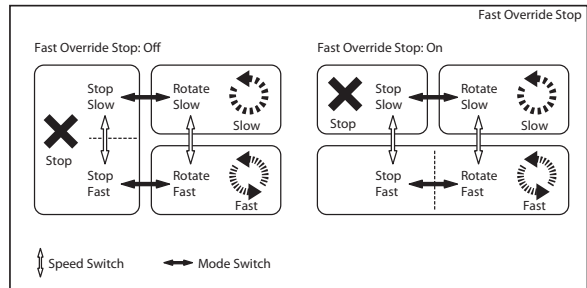 Fast Override Stop
Fast Override Stop: Off
Stop
Slow
Rotate
Slow
Slow
Stop
Stop
Fast
Rotate
Fast
Fast
Fast Override Stop: On
Stop
Stop
Slow
Rotate
Slow
Slow
Stop
Fast
Rotate
Fast
Fast
Speed Switch
Mode Switch